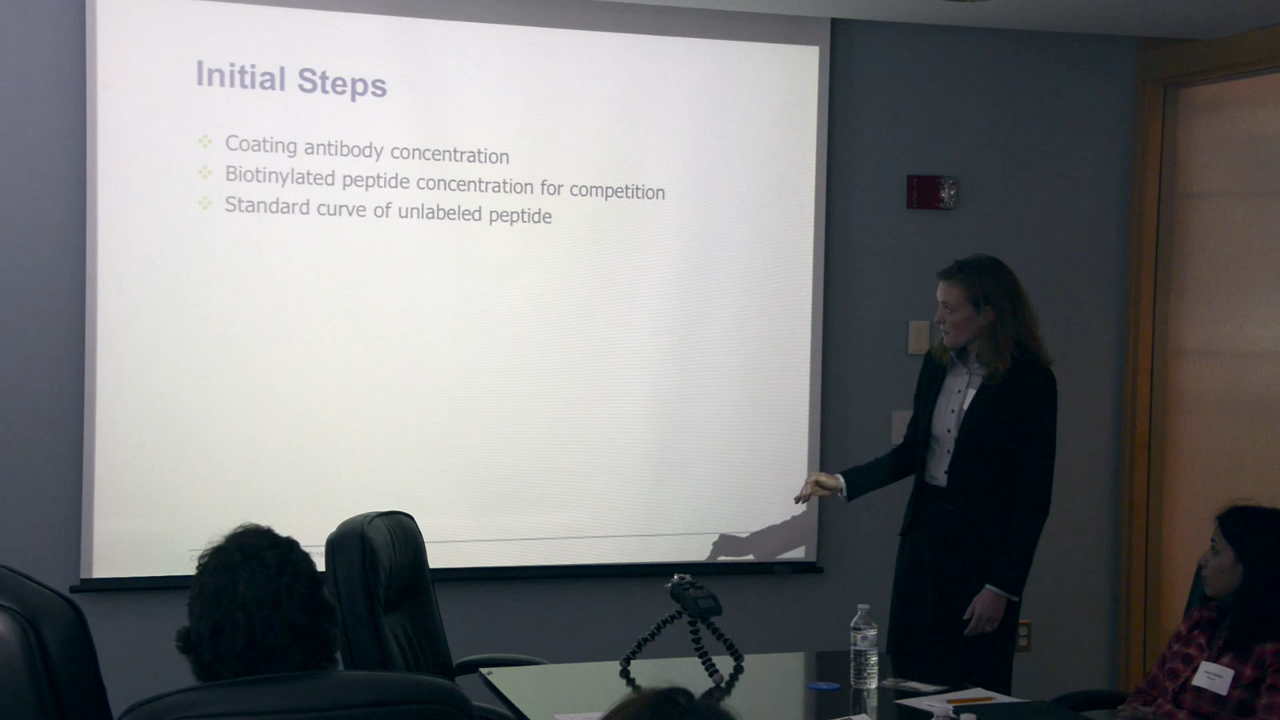 Initial Steps
Coating antibody concentration
Biotinylated peptide concentration for competition
Standard curve of unlabeled peptide